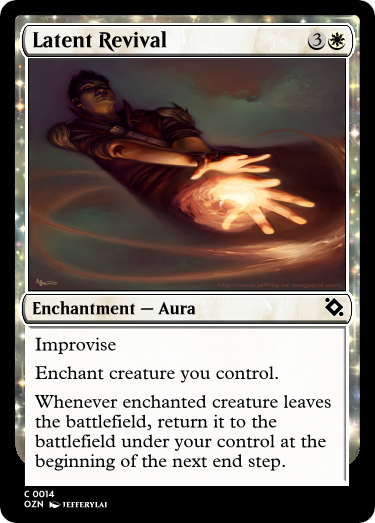 Latent Revival 3
Enchantment — Aura
Improvise
Enchant creature you control.
Whenever enchanted creature leaves
the battlefield, return it to the
battlefield under your control at the
beginning of the next end step.
C 0014
OZN JEFFERYLAI